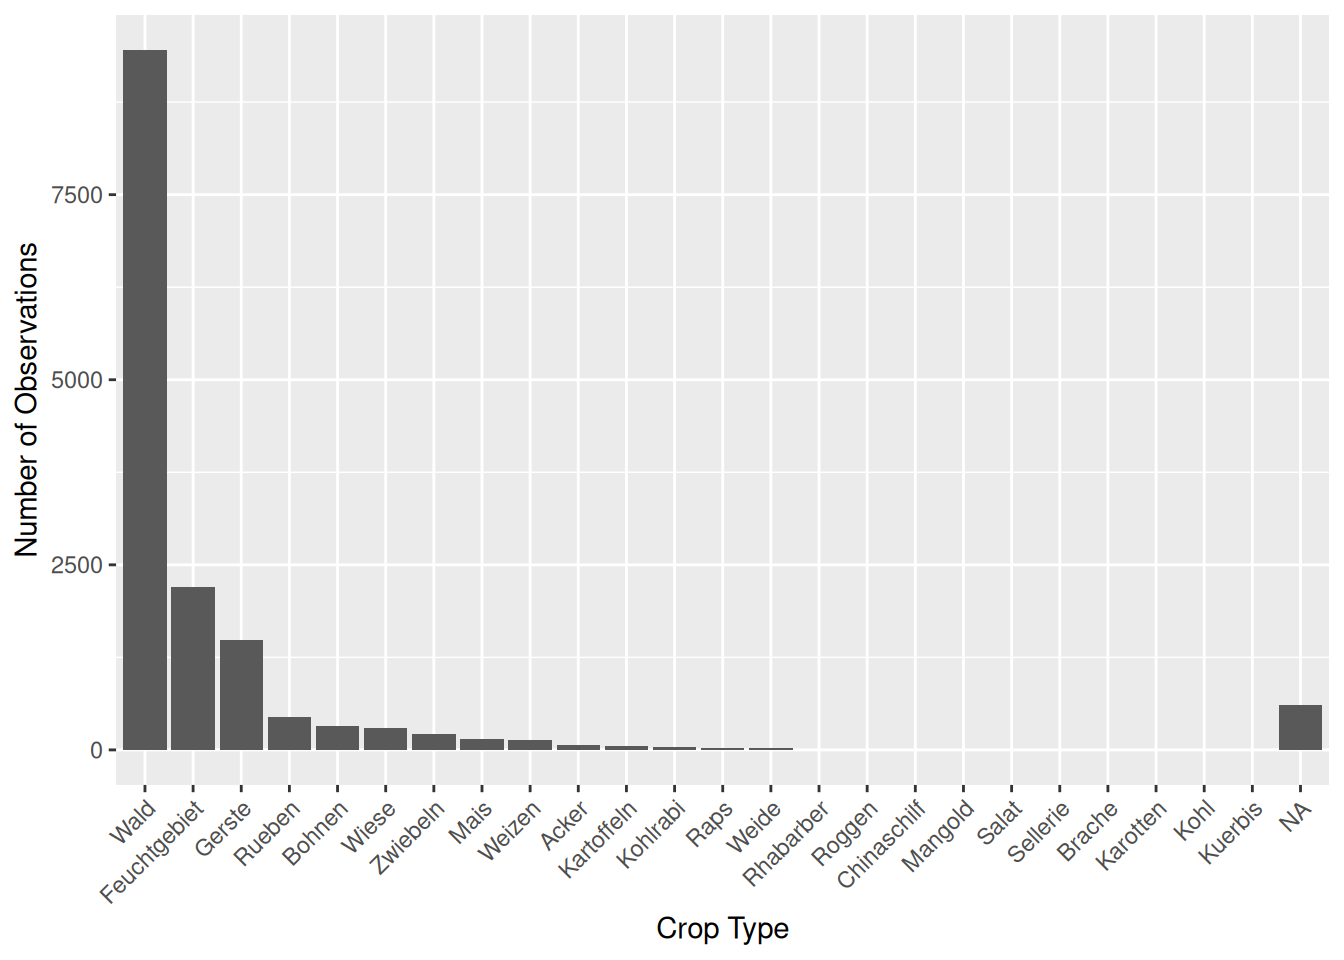 Number of Observations
7500
5000
2500
0
Wald
Feuchtgebiet
Gerste
Rueben
Bohnen
Wiese
Zwiebeln
Mais
Weizen
Acker
Kartoffeln
Kohlrabi
Raps
Weide
Rhabarber
Roggen
Chinaschilf
Mangold
Salat
Sellerie
Brache
Karotten
Kohl
Kuerbis
NA
Crop Type